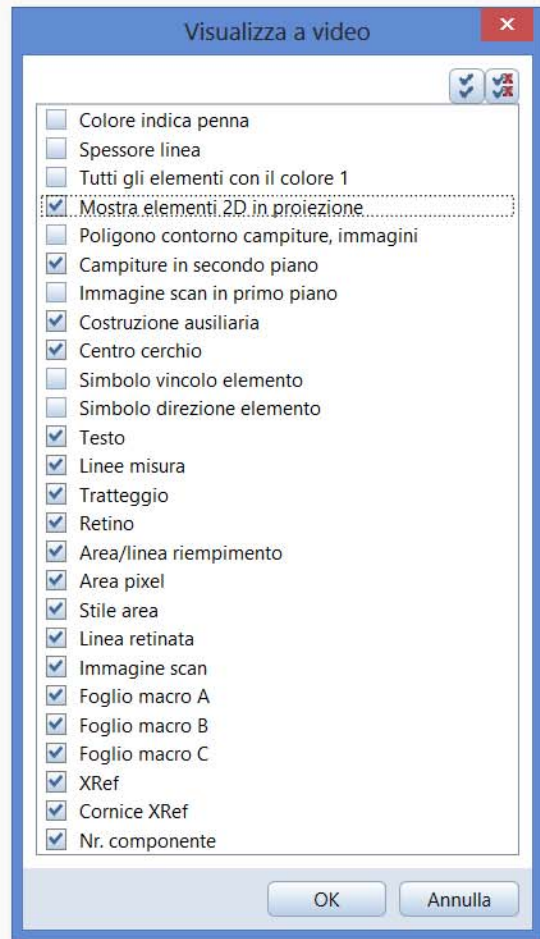 Visualizza a video
Colore indica penna
Spessore linea
Tutti gli elementi con il colore 1
Mostra elementi 2D in proiezione
Poligono contorno campiture, immagini
Campiture in secondo piano
Immagine scan in primo piano
Costruzione ausiliaria
Centro cerchio
Simbolo vincolo elemento
Simbolo direzione elemento
Testo
Linee misura
Tratteggio
Retino
Area/linea riempimento
Area pixel
Stile area
Linea retinata
Immagine scan
Foglio macro A
Foglio macro B
Foglio macro C
XRef
Cornice XRef
Nr. componente
OK Annulla